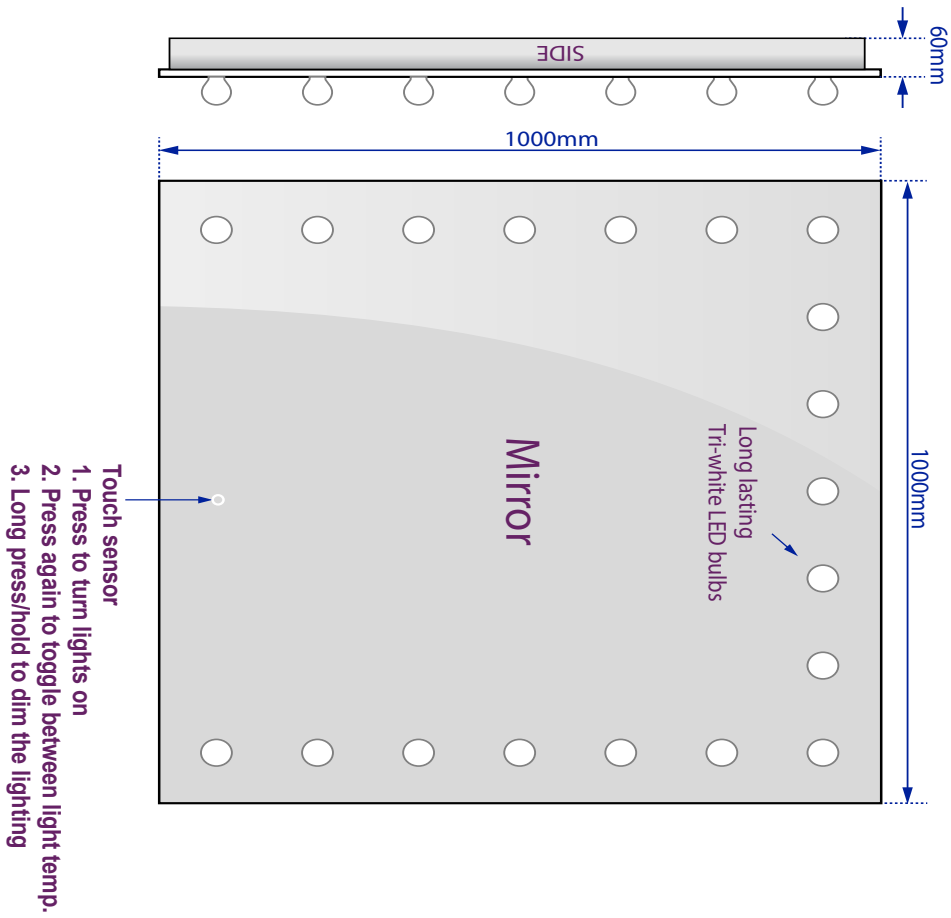 60mm
SIDE
1000mm
1000mm
Long lasting
Tri-white LED bulbs
Mirror
Touch sensor
1. Press to turn lights on
2. Press again to toggle between light temp.
3. Long press/hold to dim the lighting